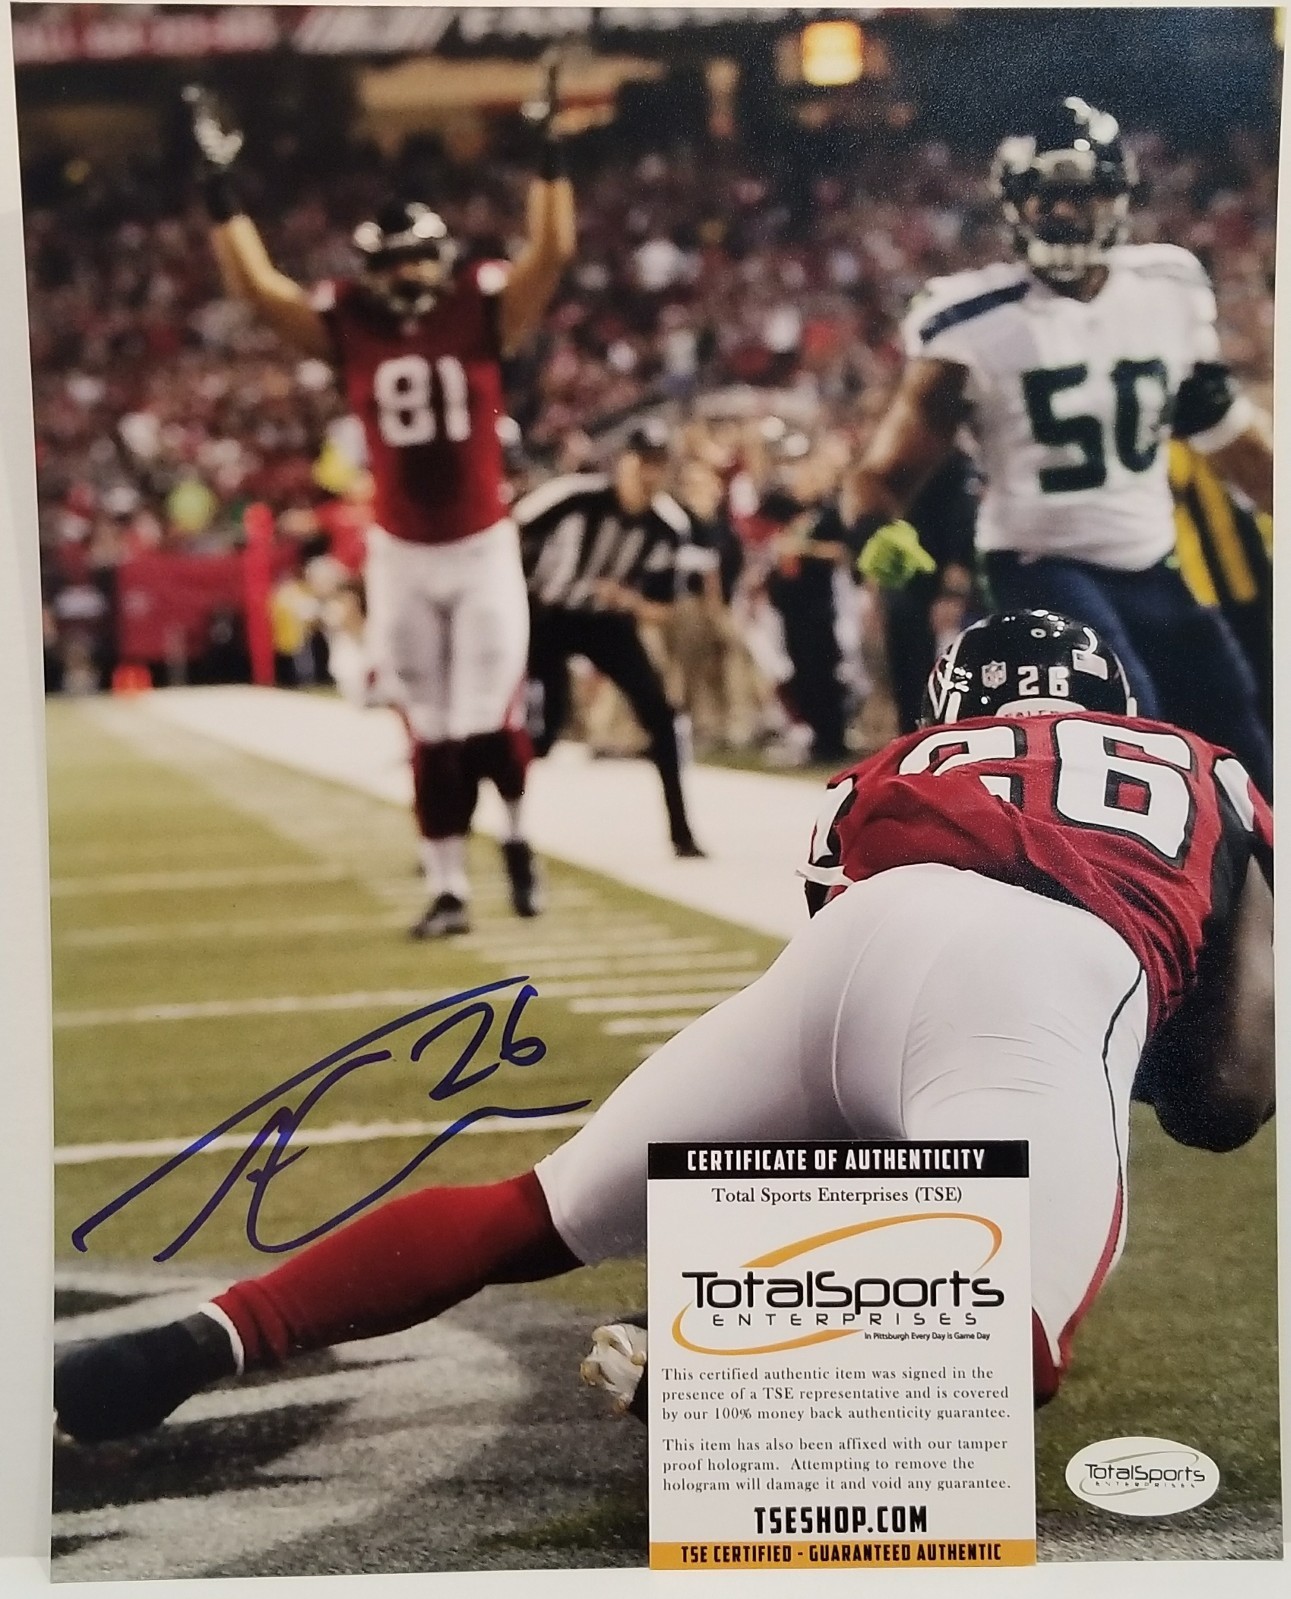 81
50
26
26
26
CERTIFICATE OF AUTHENTICITY
Total Sports Enterprises (TSE)
TotalSports
ENTERPRISES
In Pittsburgh Every Day is Game Day
This certified authentic item was signed in the
presence of a TSE representative and is covered
by our 100% money back authenticity guarantee.
This item has also been affixed with our tamper
proof hologram. Attempting to remove the
hologram will damage it and void any guarantee.
TSESHOP.COM
TSE CERTIFIED - GUARANTEED AUTHENTIC
TotalSports
ENTERPRISES